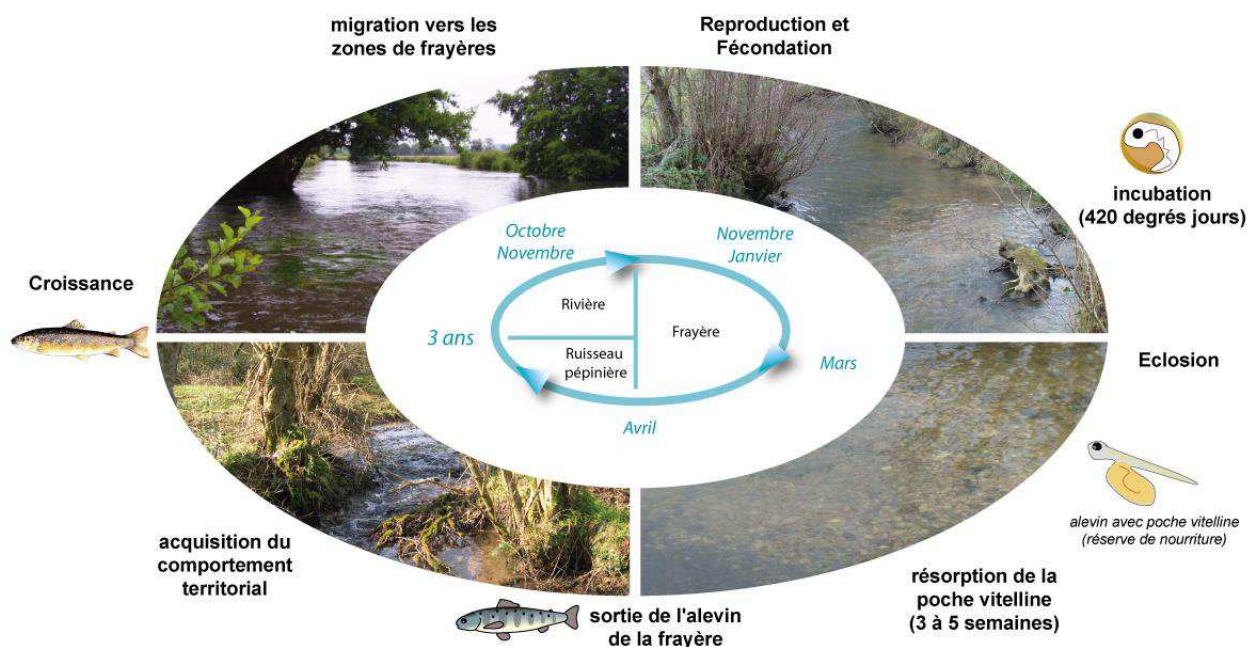 migration vers les
zones de frayères
Reproduction et
Fécondation
incubation
(420 degrés jours)
Octobre
Novembre
Novembre
Janvier
Croissance
Rivière
Frayère
3 ans
Ruisseau
pépinière
Mars
Eclosion
Avril
alevin avec poche vitelline
(réserve de nourriture)
acquisition du
comportement
territorial
résorption de la
poche vitelline
(3 à 5 semaines)
sortie de l'alevin
de la frayère